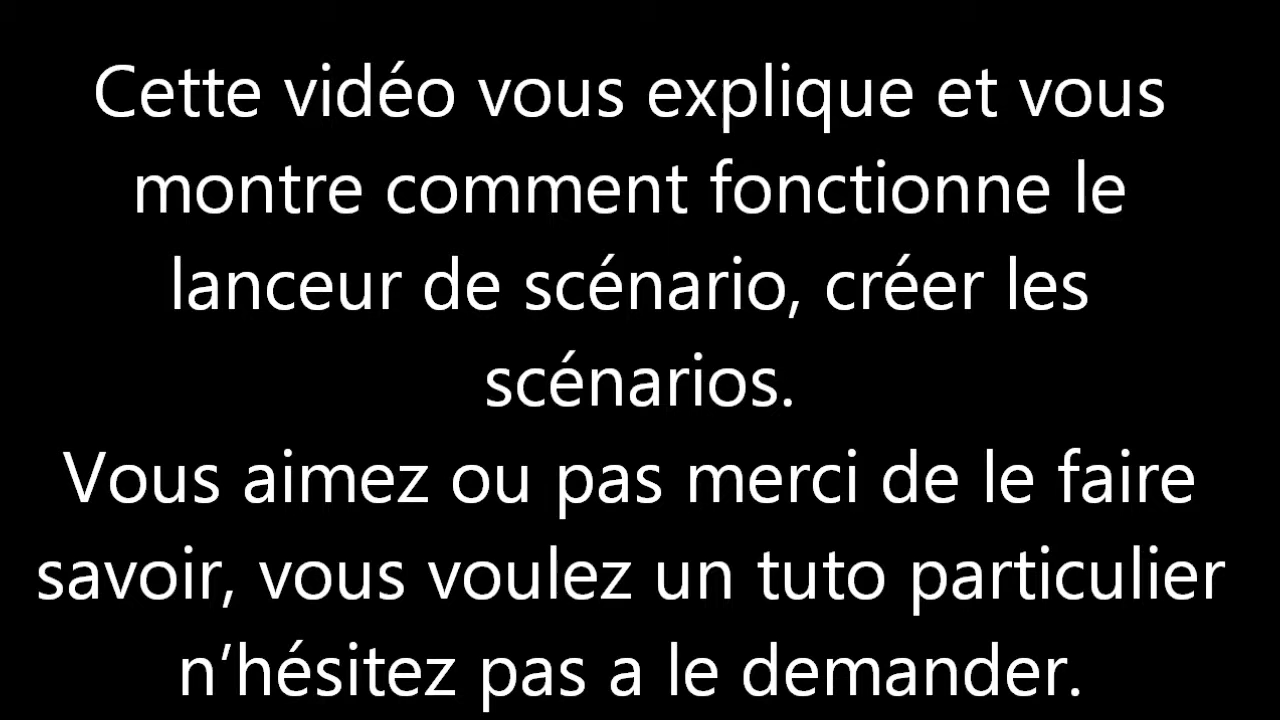 Cette vidéo vous explique et vous
montre comment fonctionne le
lanceur de scénario, créer les
scénarios.
Vous aimez ou pas merci de le faire
savoir, vous voulez un tuto particulier
n’hésitez pas a le demander.